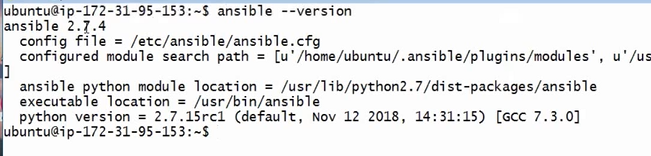 ubuntu@ip-172-31-95-153:~$ ansible --version
ansible 2.7.4
  config file = /etc/ansible/ansible.cfg
  configured module search path = [u'/home/ubuntu/.ansible/plugins/modules', u'/us
]
  ansible python module location = /usr/lib/python2.7/dist-packages/ansible
  executable location = /usr/bin/ansible
  python version = 2.7.15rc1 (default, Nov 12 2018, 14:31:15) [GCC 7.3.0]
ubuntu@ip-172-31-95-153:~$